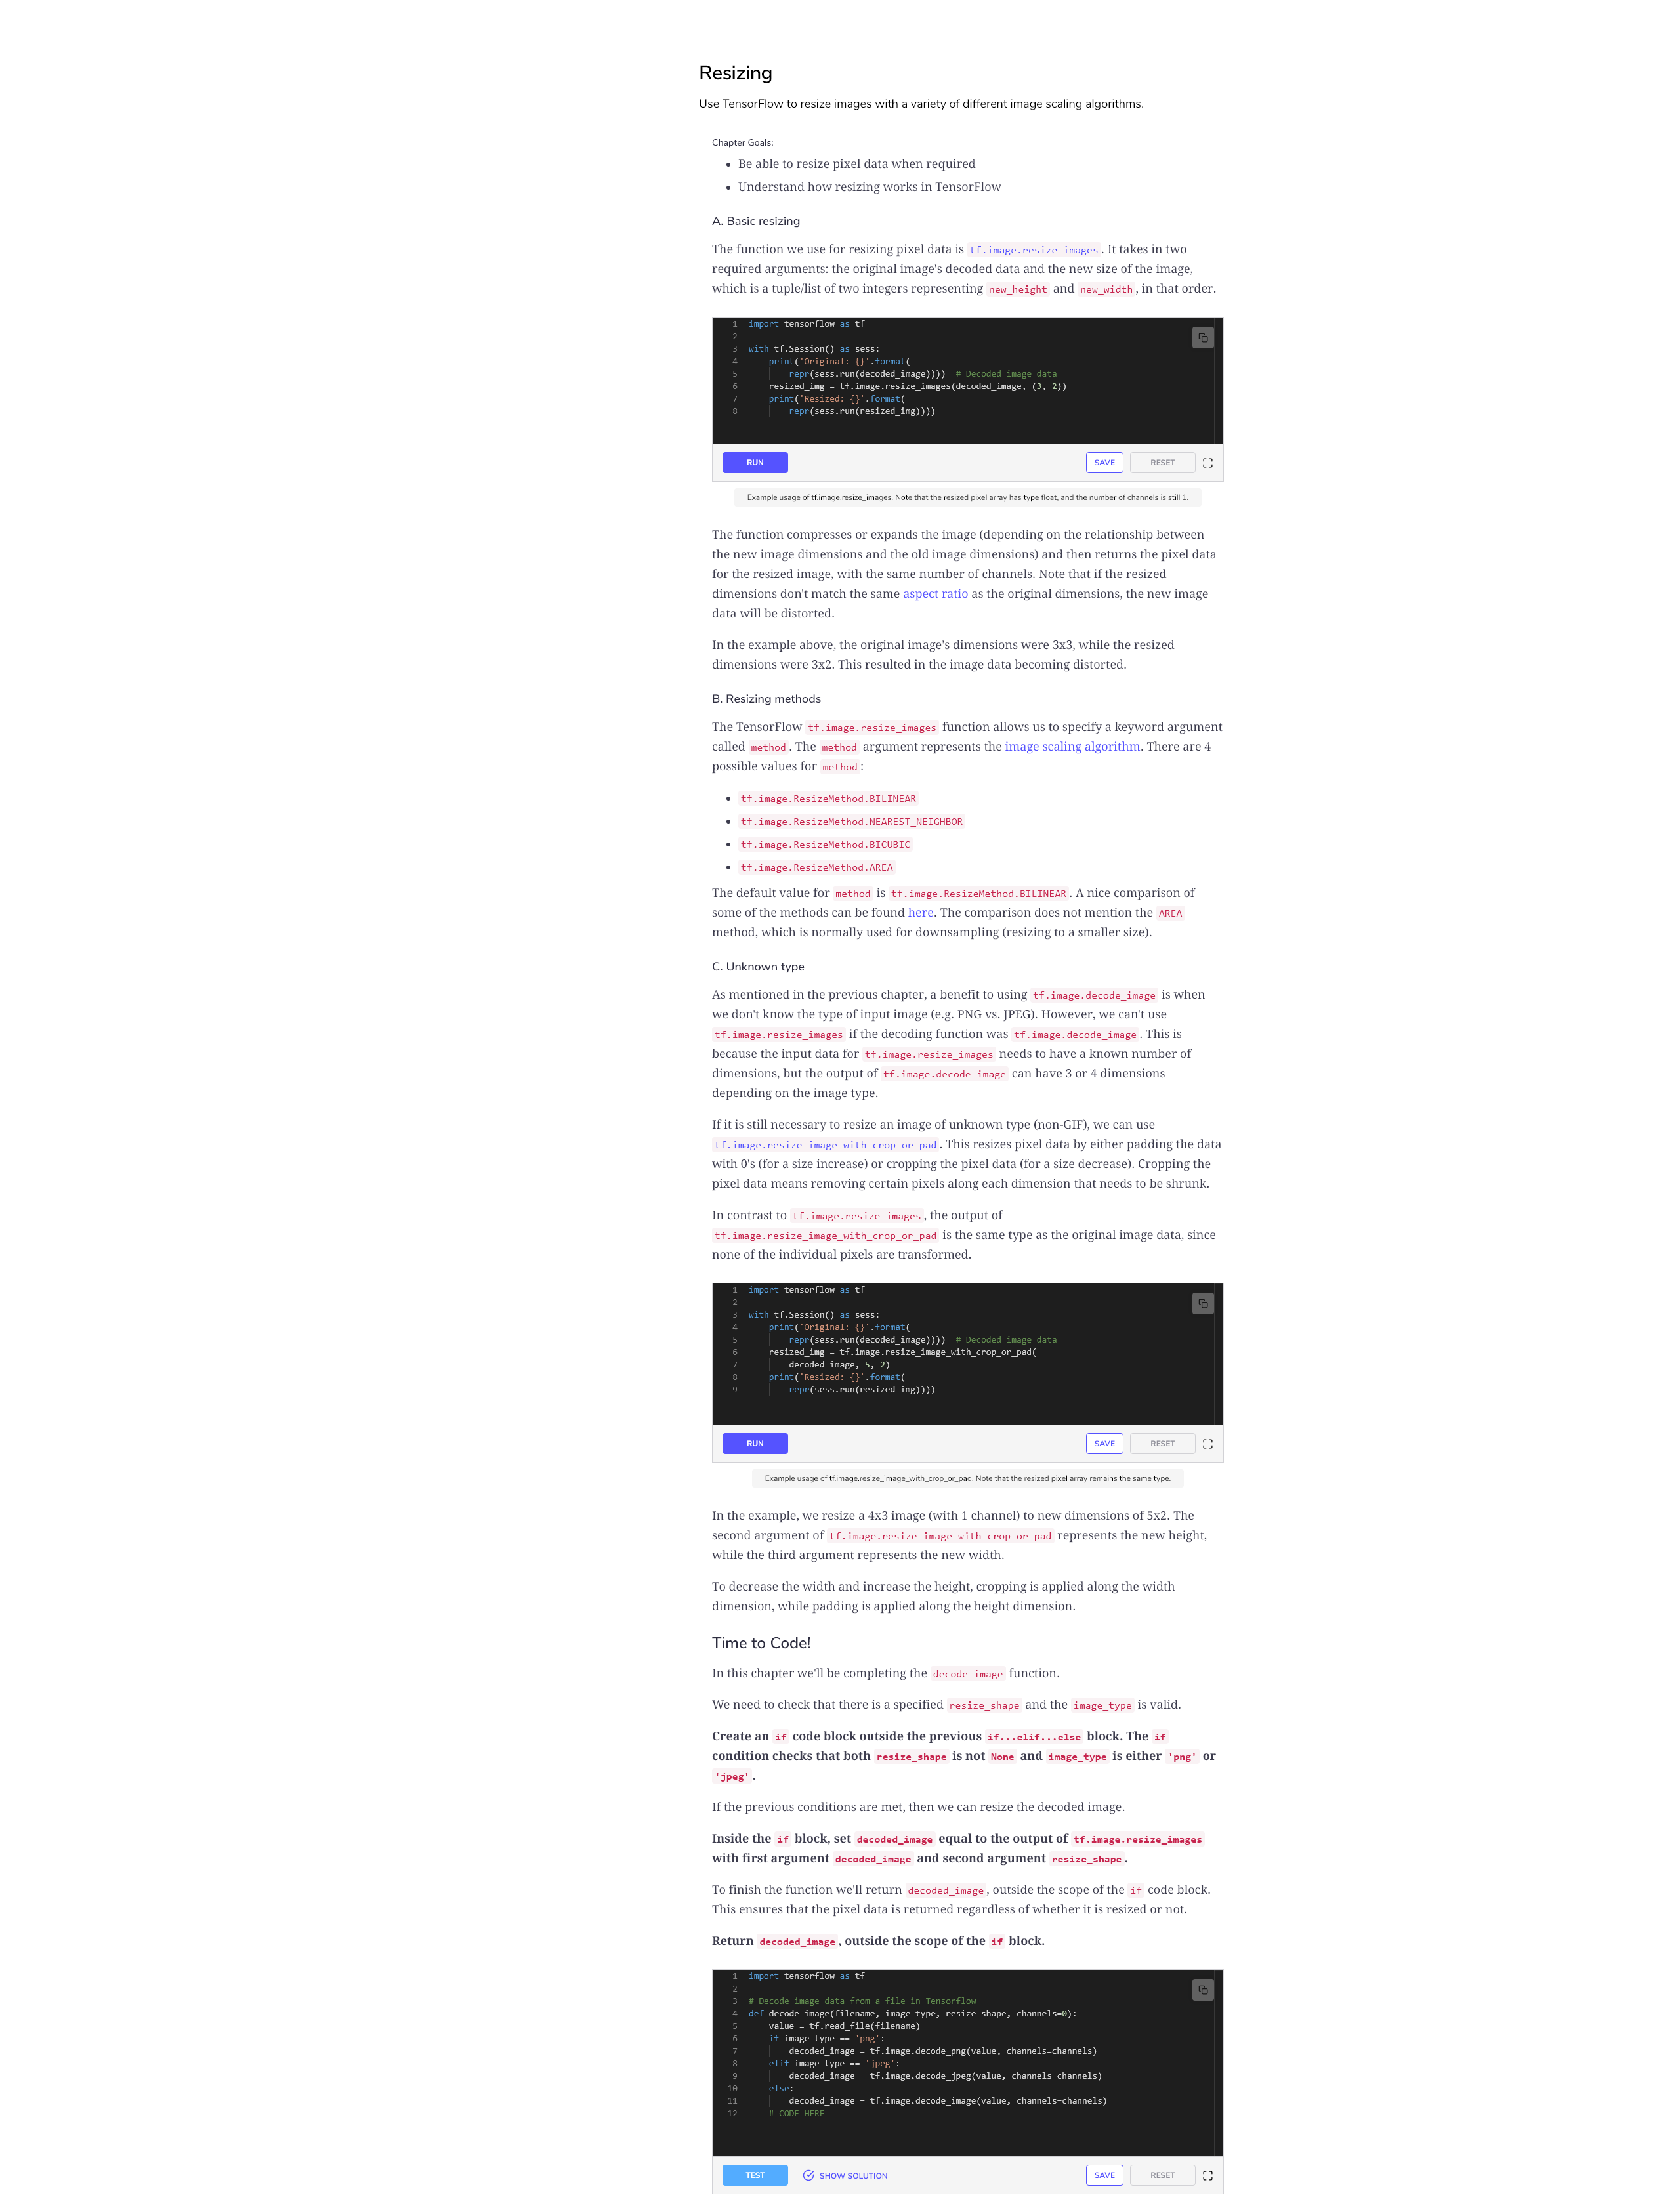 Resizing
Use TensorFlow to resize images with a variety of different image scaling algorithms.
Chapter Goals:
• Be able to resize pixel data when required
• Understand how resizing works in TensorFlow
A. Basic resizing
The function we use for resizing pixel data is tf.image.resize_images. It takes in two
required arguments: the original image's decoded data and the new size of the image,
which is a tuple/list of two integers representing new_height and new_width, in that order.
1 import tensorflow as tf
2
3 with tf.Session() as sess:
4     print('Original: {}'.format(
5         repr(sess.run(decoded_image))))  # Decoded image data
6     resized_img = tf.image.resize_images(decoded_image, (3, 2))
7     print('Resized: {}'.format(
8         repr(sess.run(resized_img))))
RUN SAVE RESET
Example usage of tf.image.resize_images. Note that the resized pixel array has type float, and the number of channels is still 1.
The function compresses or expands the image (depending on the relationship between
the new image dimensions and the old image dimensions) and then returns the pixel data
for the resized image, with the same number of channels. Note that if the resized
dimensions don't match the same aspect ratio as the original dimensions, the new image
data will be distorted.
In the example above, the original image's dimensions were 3x3, while the resized
dimensions were 3x2. This resulted in the image data becoming distorted.
B. Resizing methods
The TensorFlow tf.image.resize_images function allows us to specify a keyword argument
called method. The method argument represents the image scaling algorithm. There are 4
possible values for method:
• tf.image.ResizeMethod.BILINEAR
• tf.image.ResizeMethod.NEAREST_NEIGHBOR
• tf.image.ResizeMethod.BICUBIC
• tf.image.ResizeMethod.AREA
The default value for method is tf.image.ResizeMethod.BILINEAR. A nice comparison of
some of the methods can be found here. The comparison does not mention the AREA
method, which is normally used for downsampling (resizing to a smaller size).
C. Unknown type
As mentioned in the previous chapter, a benefit to using tf.image.decode_image is when
we don't know the type of input image (e.g. PNG vs. JPEG). However, we can't use
tf.image.resize_images if the decoding function was tf.image.decode_image. This is
because the input data for tf.image.resize_images needs to have a known number of
dimensions, but the output of tf.image.decode_image can have 3 or 4 dimensions
depending on the image type.
If it is still necessary to resize an image of unknown type (non-GIF), we can use
tf.image.resize_image_with_crop_or_pad. This resizes pixel data by either padding the data
with 0's (for a size increase) or cropping the pixel data (for a size decrease). Cropping the
pixel data means removing certain pixels along each dimension that needs to be shrunk.
In contrast to tf.image.resize_images, the output of
tf.image.resize_image_with_crop_or_pad is the same type as the original image data, since
none of the individual pixels are transformed.
1 import tensorflow as tf
2
3 with tf.Session() as sess:
4     print('Original: {}'.format(
5         repr(sess.run(decoded_image))))  # Decoded image data
6     resized_img = tf.image.resize_image_with_crop_or_pad(
7         decoded_image, 5, 2)
8     print('Resized: {}'.format(
9         repr(sess.run(resized_img))))
RUN SAVE RESET
Example usage of tf.image.resize_image_with_crop_or_pad. Note that the resized pixel array remains the same type.
In the example, we resize a 4x3 image (with 1 channel) to new dimensions of 5x2. The
second argument of tf.image.resize_image_with_crop_or_pad represents the new height,
while the third argument represents the new width.
To decrease the width and increase the height, cropping is applied along the width
dimension, while padding is applied along the height dimension.
Time to Code!
In this chapter we'll be completing the decode_image function.
We need to check that there is a specified resize_shape and the image_type is valid.
Create an if code block outside the previous if...elif...else block. The if
condition checks that both resize_shape is not None and image_type is either 'png' or
'jpeg'.
If the previous conditions are met, then we can resize the decoded image.
Inside the if block, set decoded_image equal to the output of tf.image.resize_images
with first argument decoded_image and second argument resize_shape.
To finish the function we'll return decoded_image, outside the scope of the if code block.
This ensures that the pixel data is returned regardless of whether it is resized or not.
Return decoded_image, outside the scope of the if block.
1 import tensorflow as tf
2
3 # Decode image data from a file in Tensorflow
4 def decode_image(filename, image_type, resize_shape, channels=0):
5     value = tf.read_file(filename)
6     if image_type == 'png':
7         decoded_image = tf.image.decode_png(value, channels=channels)
8     elif image_type == 'jpeg':
9         decoded_image = tf.image.decode_jpeg(value, channels=channels)
10     else:
11         decoded_image = tf.image.decode_image(value, channels=channels)
12     # CODE HERE
TEST SHOW SOLUTION SAVE RESET